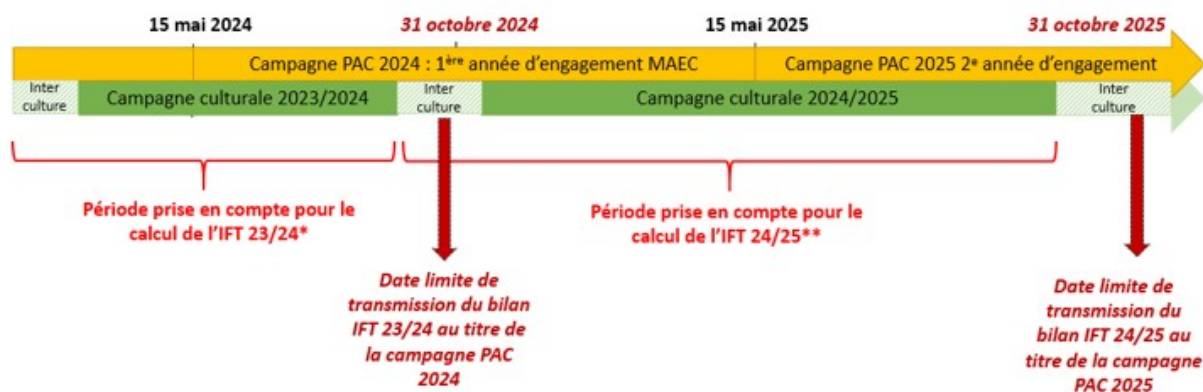 15 mai 2024
31 octobre 2024
15 mai 2025
31 octobre 2025
Campagne PAC 2024 : 1ère année d'engagement MAEC
Campagne PAC 2025 2e année d'engagement
Inter
culture
Campagne culturale 2023/2024
Inter
culture
Campagne culturale 2024/2025
Inter
culture
Période prise en compte pour le
calcul de l'IFT 23/24*
Période prise en compte pour le
calcul de l'IFT 24/25**
Date limite de
transmission du bilan
IFT 23/24 au titre de
la campagne PAC
2024
Date limite de
transmission du
bilan IFT 24/25 au
titre de la campagne
PAC 2025